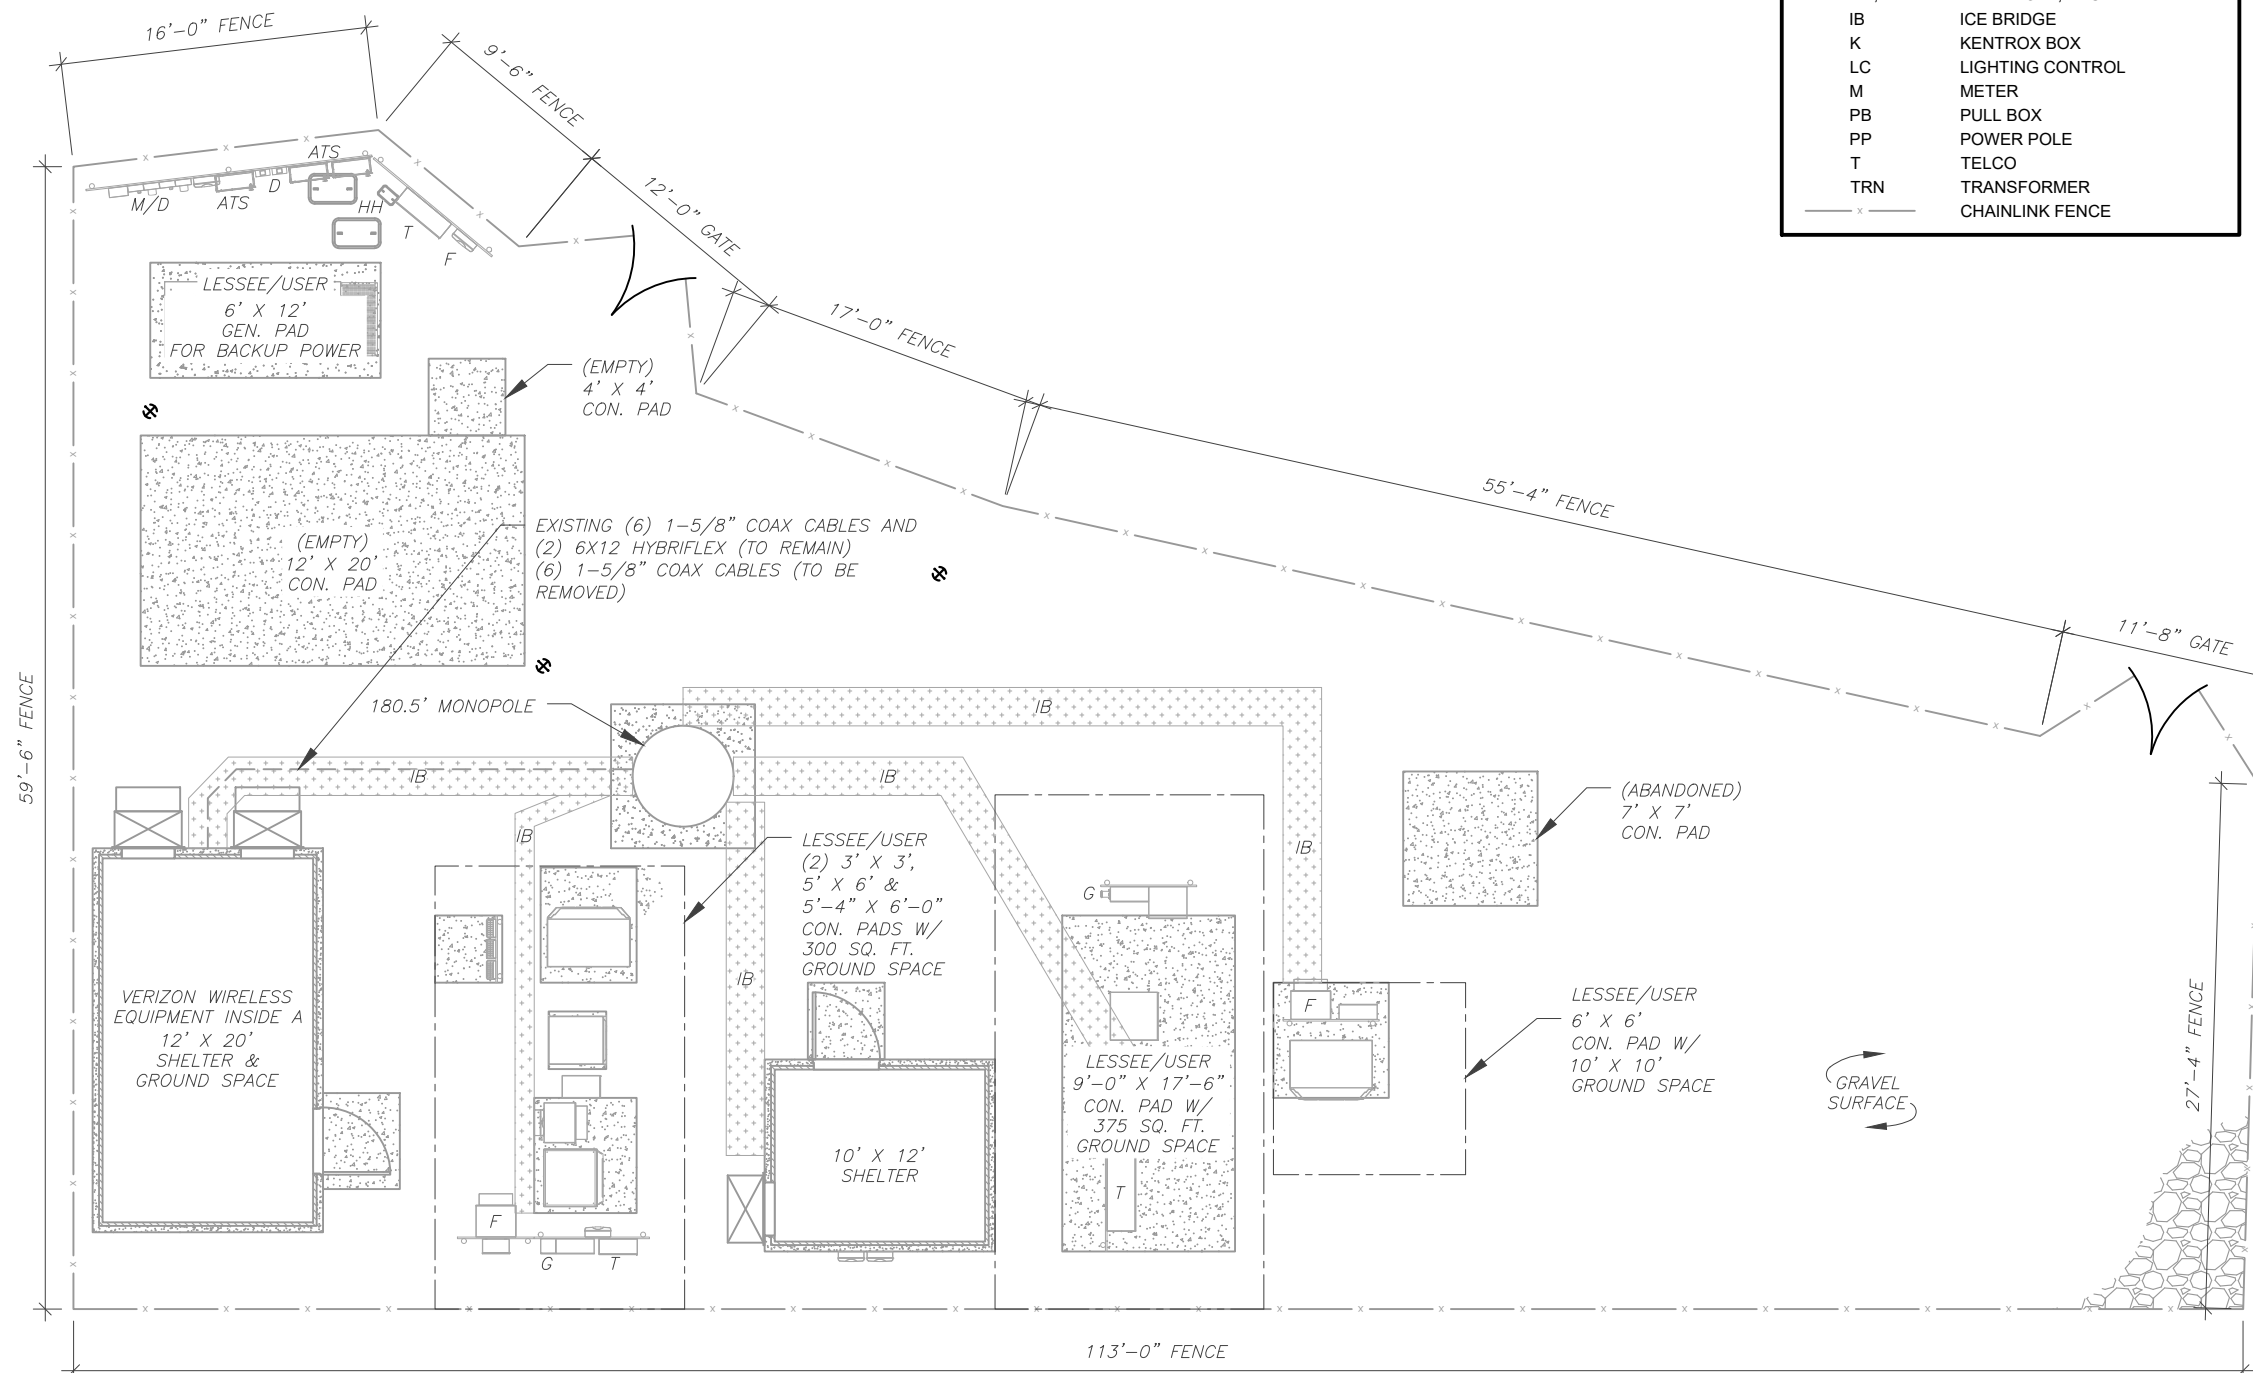 16'-0" FENCE
9'-6" FENCE
12'-0" GATE
17'-0" FENCE
55'-4" FENCE
11'-8" GATE
IB ICE BRIDGE
K KENTROX BOX
LC LIGHTING CONTROL
M METER
PB PULL BOX
PP POWER POLE
T TELCO
TRN TRANSFORMER
x CHAINLINK FENCE
ATS
M/D
ATS
D
HH
T
F
LESSEE/USER
6' X 12'
GEN. PAD
FOR BACKUP POWER
(EMPTY)
4' X 4'
CON. PAD
(EMPTY)
12' X 20'
CON. PAD
EXISTING (6) 1-5/8" COAX CABLES AND
(2) 6X12 HYBRIFLEX (TO REMAIN)
(6) 1-5/8" COAX CABLES (TO BE
REMOVED)
59'-6" FENCE
180.5' MONOPOLE
IB
IB
IB
IB
IB
IB
(ABANDONED)
7' X 7'
CON. PAD
LESSEE/USER
(2) 3' X 3',
5' X 6' &
5'-4" X 6'-0"
CON. PADS W/
300 SQ. FT.
GROUND SPACE
VERIZON WIRELESS
EQUIPMENT INSIDE A
12' X 20'
SHELTER &
GROUND SPACE
F
G
T
10' X 12'
SHELTER
G
LESSEE/USER
9'-0" X 17'-6"
CON. PAD W/
375 SQ. FT.
GROUND SPACE
T
F
LESSEE/USER
6' X 6'
CON. PAD W/
10' X 10'
GROUND SPACE
GRAVEL
SURFACE
27'-4" FENCE
113'-0" FENCE